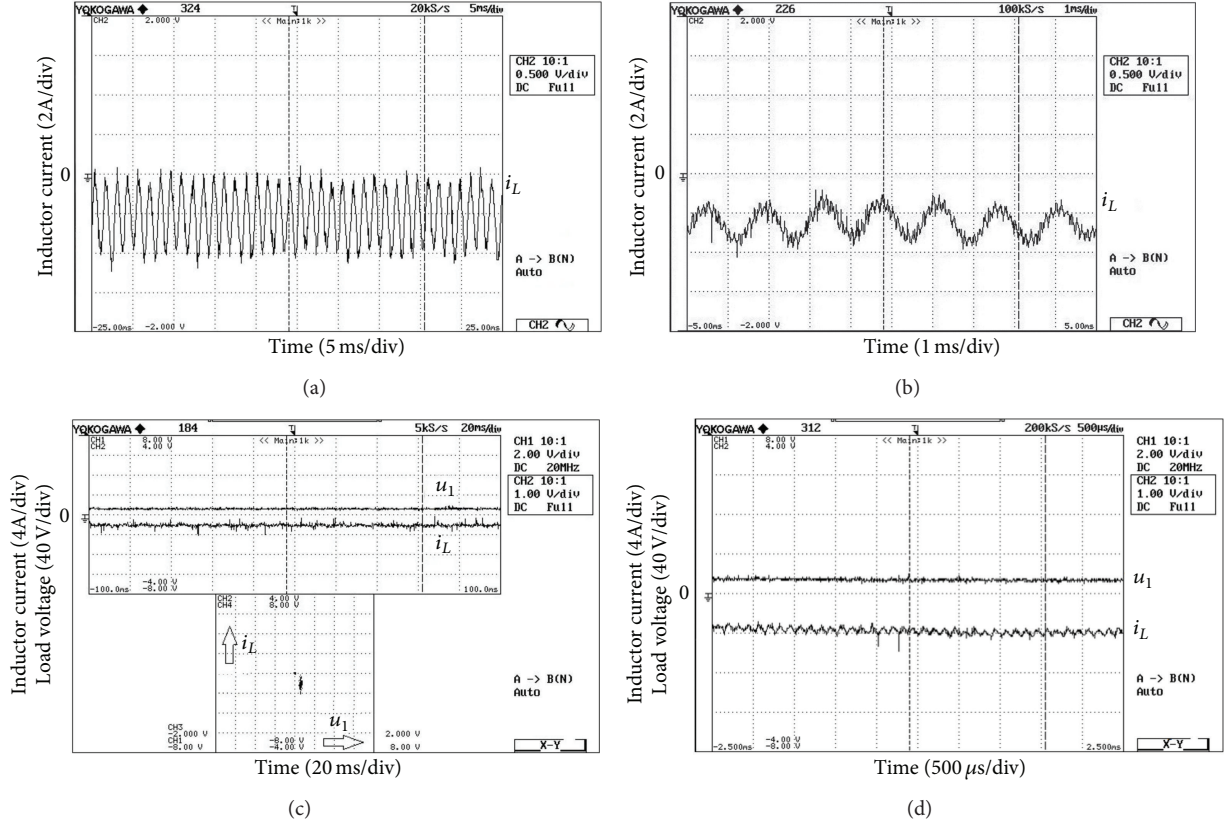 YOKOGAWA ◆ 324 20kS/s 5ms/div
CH2 2.000 V << Main:1k >>
CH2 10:1
0.500 V/div
DC Full
Inductor current (2A/div)
0
i_L
A -> B(N)
Auto
-25.00ms -2.000 V 25.00ms
CH2
Time (5 ms/div)
(a)
YOKOGAWA ◆ 226 100kS/s 1ms/div
CH2 2.000 V << Main:1k >>
CH2 10:1
0.500 V/div
DC Full
Inductor current (2A/div)
0
i_L
A -> B(N)
Auto
-5.00ms -2.000 V 5.00ms
CH2
Time (1 ms/div)
(b)
YOKOGAWA ◆ 184 5kS/s 20ms/div
CH1 8.00 V << Main:1k >>
CH2 4.00 V
CH1 10:1
2.00 V/div
DC 20MHz
CH2 10:1
1.00 V/div
DC Full
Inductor current (4A/div)
Load voltage (40 V/div)
u_1
0
i_L
-4.00 V
-100.0ms -8.00 V 100.0ms
CH2 4.00 V
CH4 8.00 V
i_L
A -> B(N)
Auto
u_1
CH3
-2.000 V 2.000 V
CH1 -8.00 V
-8.00 V -4.00 V 8.00 V
X-Y
Time (20 ms/div)
(c)
YOKOGAWA ◆ 312 200kS/s 500μs/div
CH1 8.00 V << Main:1k >>
CH2 4.00 V
CH1 10:1
2.00 V/div
DC 20MHz
CH2 10:1
1.00 V/div
DC Full
Inductor current (4A/div)
Load voltage (40 V/div)
u_1
0
i_L
A -> B(N)
Auto
-4.00 V
-2.500ms -8.00 V 2.500ms
X-Y
Time (500 μs/div)
(d)